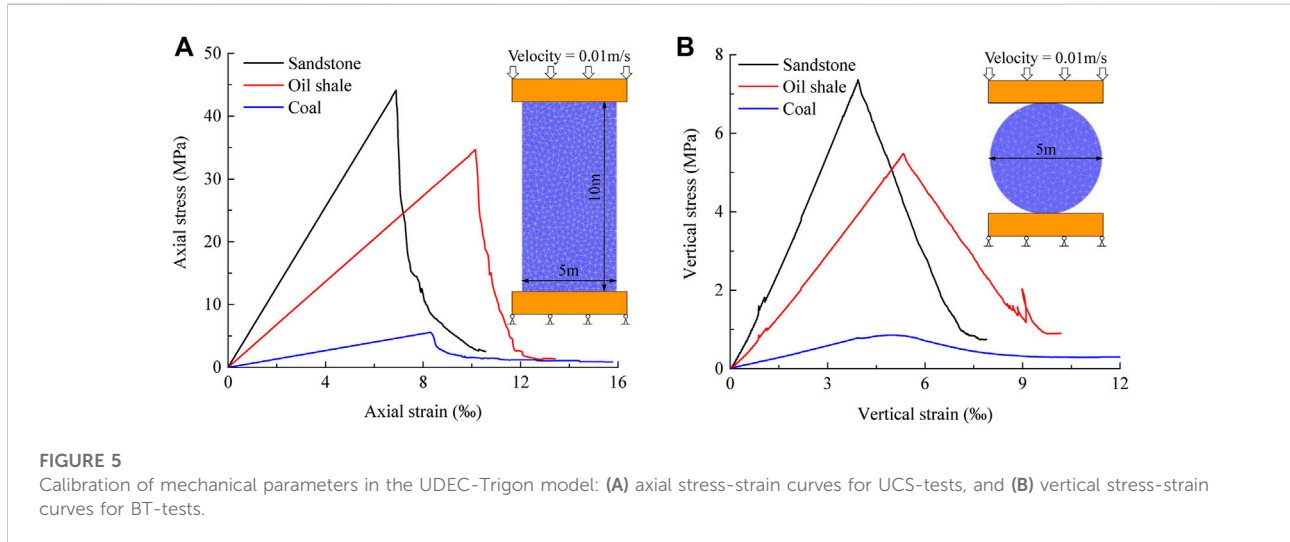 A
Velocity = 0.01m/s
Sandstone
Oil shale
Coal
50
40
30
20
10
0
Axial stress (MPa)
10m
5m
0 4 8 12 16
Axial strain (‰)
B
Velocity = 0.01m/s
Sandstone
Oil shale
Coal
8
6
4
2
0
Vertical stress (MPa)
5m
0 3 6 9 12
Vertical strain (‰)
FIGURE 5
Calibration of mechanical parameters in the UDEC-Trigon model: (A) axial stress-strain curves for UCS-tests, and (B) vertical stress-strain
curves for BT-tests.